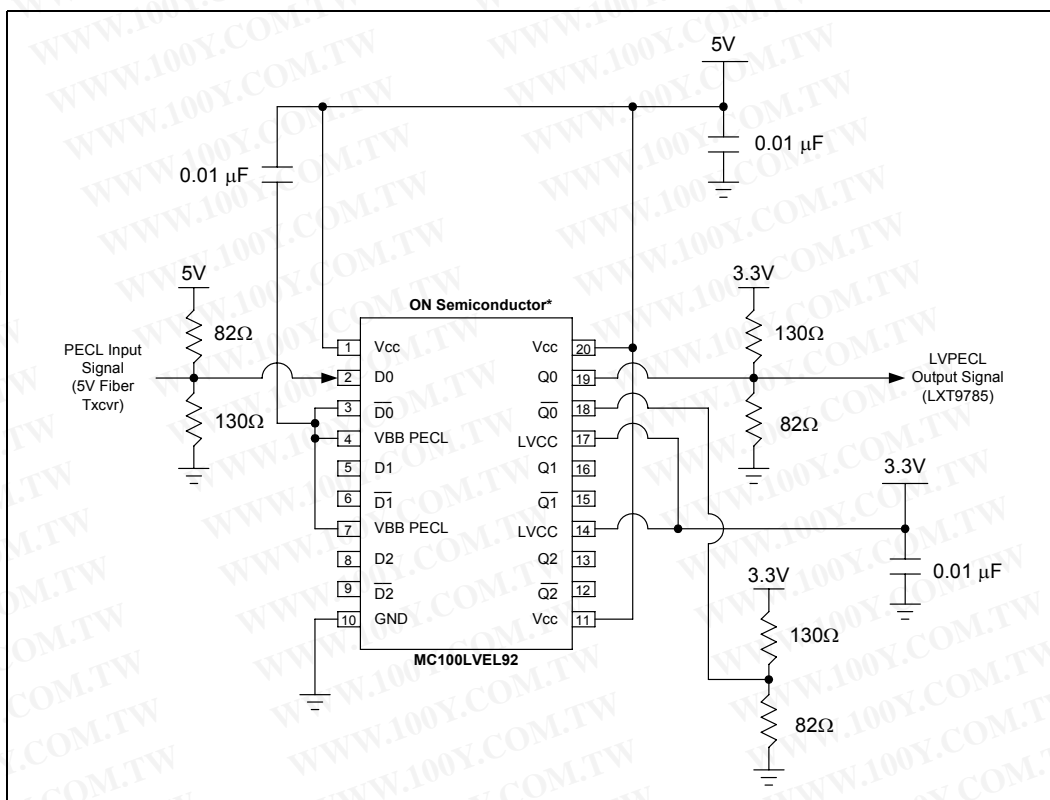 5V
0.01 μF
0.01 μF
5V
3.3V
ON Semiconductor*
82Ω
130Ω
PECL Input
Signal
(5V Fiber
Txcvr)
LVPECL
Output Signal
(LXT9785)
130Ω
82Ω
1 Vcc Vcc 20
2 D0 Q0 19
3 D0 Q0 18
4 VBB PECL LVCC 17
5 D1 Q1 16
6 D1 Q1 15
7 VBB PECL LVCC 14
8 D2 Q2 13
9 D2 Q2 12
10 GND Vcc 11
MC100LVEL92
3.3V
0.01 μF
3.3V
130Ω
82Ω
WWW.100Y.COM.TW